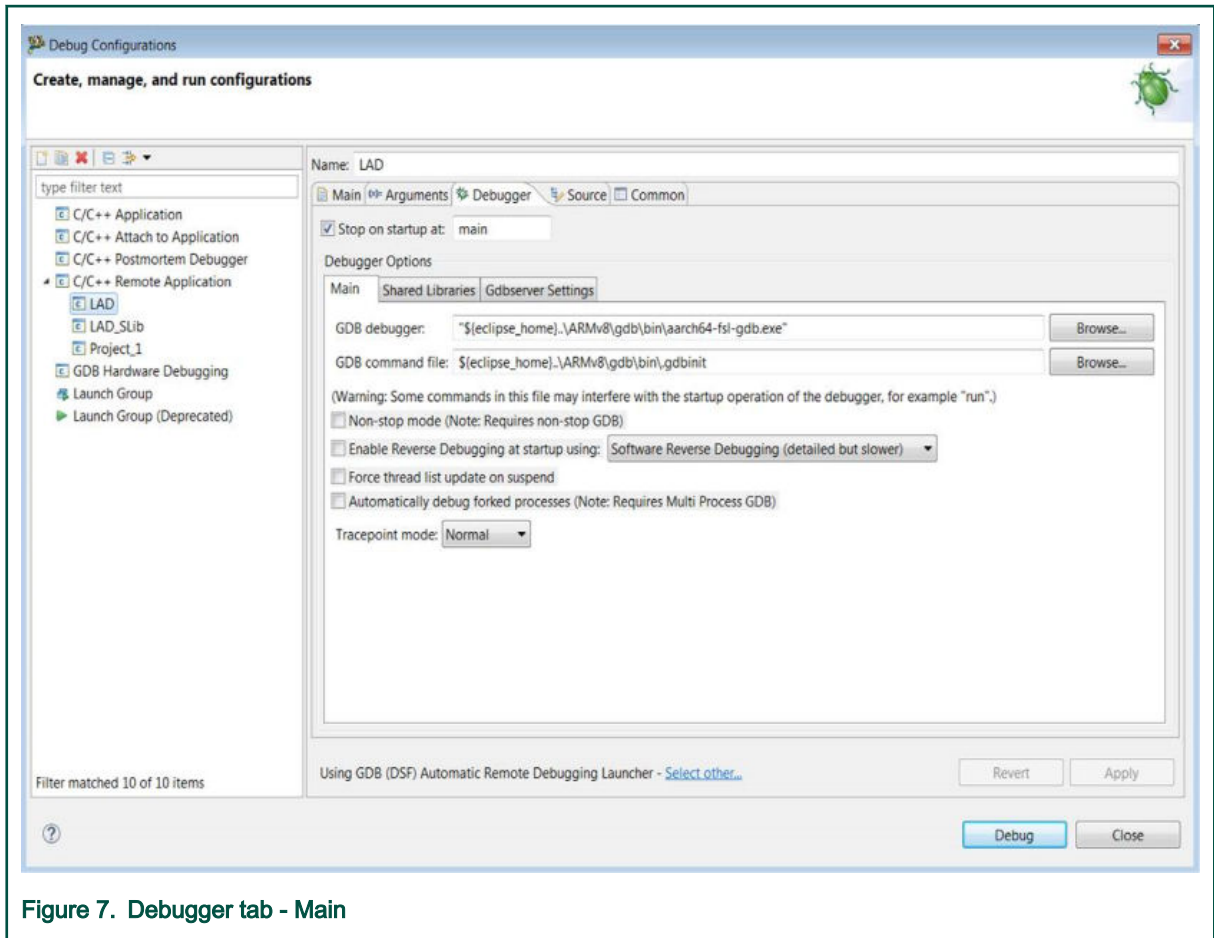 Debug Configurations
Create, manage, and run configurations
type filter text
C/C++ Application
C/C++ Attach to Application
C/C++ Postmortem Debugger
C/C++ Remote Application
LAD
LAD_SLib
Project_1
GDB Hardware Debugging
Launch Group
Launch Group (Deprecated)
Filter matched 10 of 10 items
Name: LAD
Main Arguments Debugger Source Common
Stop on startup at: main
Debugger Options
Main Shared Libraries Gdbserver Settings
GDB debugger: "${eclipse_home}..\ARMv8\gdb\bin\aarch64-fsl-gdb.exe" Browse...
GDB command file: ${eclipse_home}..\ARMv8\gdb\bin\.gdbinit Browse...
(Warning: Some commands in this file may interfere with the startup operation of the debugger, for example "run".)
Non-stop mode (Note: Requires non-stop GDB)
Enable Reverse Debugging at startup using: Software Reverse Debugging (detailed but slower)
Force thread list update on suspend
Automatically debug forked processes (Note: Requires Multi Process GDB)
Tracepoint mode: Normal
Using GDB (DSF) Automatic Remote Debugging Launcher - Select other...
Revert Apply
Debug Close
Figure 7. Debugger tab - Main